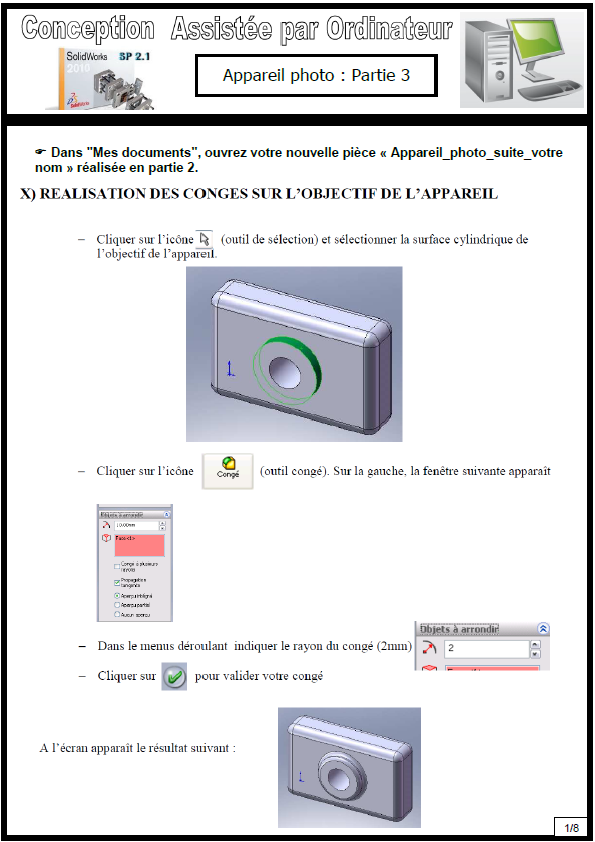 Conception Assistée par Ordinateur
SolidWorks SP 2.1
2010
SolidWorks
Appareil photo : Partie 3
☞ Dans "Mes documents", ouvrez votre nouvelle pièce « Appareil_photo_suite_votre
nom » réalisée en partie 2.
X) REALISATION DES CONGES SUR L'OBJECTIF DE L'APPAREIL
– Cliquer sur l'icône (outil de sélection) et sélectionner la surface cylindrique de
l'objectif de l'appareil.
– Cliquer sur l'icône Congé (outil congé). Sur la gauche, la fenêtre suivante apparaît
Objets à arrondir
10.00mm
Face<1>
Congé à plusieurs
rayons
Propagation
tangente
Aperçu intégral
Aperçu partiel
Aucun aperçu
– Dans le menus déroulant indiquer le rayon du congé (2mm)
Objets à arrondir
2
– Cliquer sur pour valider votre congé
A l'écran apparaît le résultat suivant :
1/8